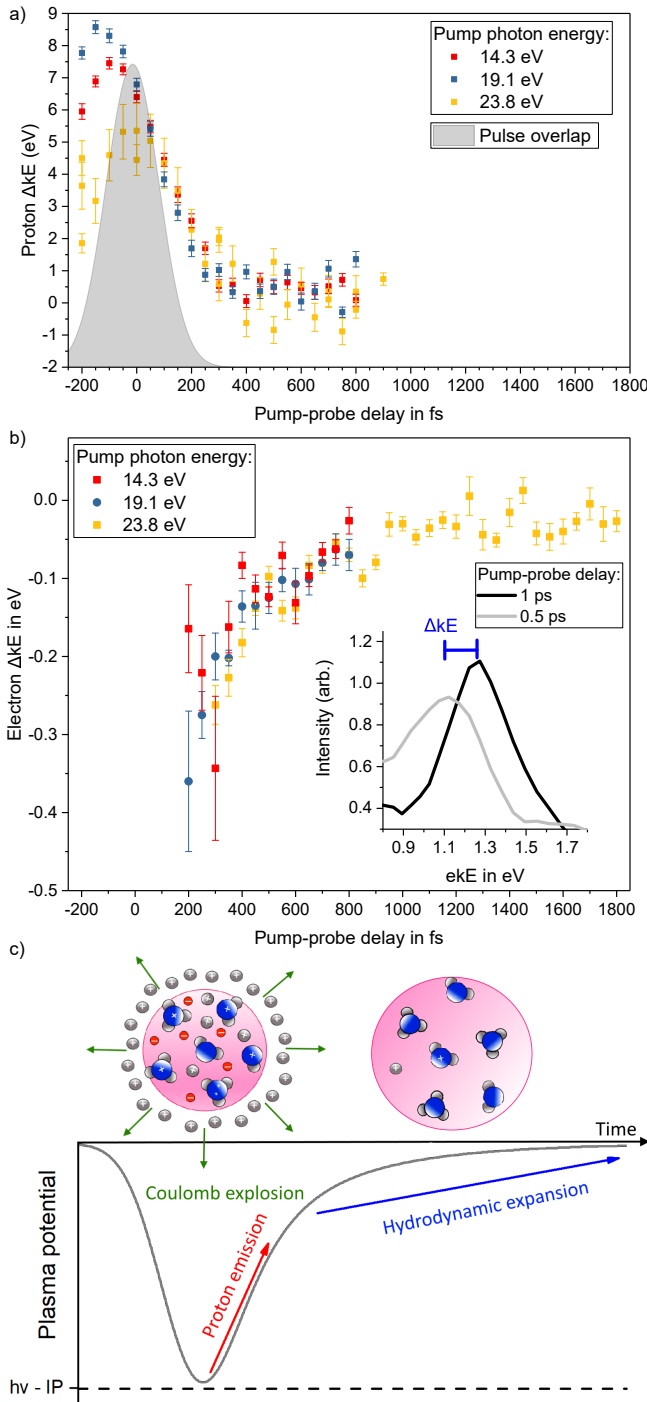 a)
9
8
7
6
5
4
3
2
1
0
-1
-2
Proton ΔkE (eV)
Pump photon energy:
14.3 eV
19.1 eV
23.8 eV
Pulse overlap
-200 0 200 400 600 800 1000 1200 1400 1600 1800
Pump-probe delay in fs
b)
Pump photon energy:
14.3 eV
19.1 eV
23.8 eV
0.0
-0.1
-0.2
-0.3
-0.4
-0.5
Electron ΔkE in eV
Pump-probe delay:
1 ps
0.5 ps
ΔkE
1.2
1.0
0.8
0.6
0.4
Intensity (arb.)
0.9 1.1 1.3 1.5 1.7
ekE in eV
-200 0 200 400 600 800 1000 1200 1400 1600 1800
Pump-probe delay in fs
c)
Time
Coulomb explosion
Proton emission
Hydrodynamic expansion
Plasma potential
hν - IP